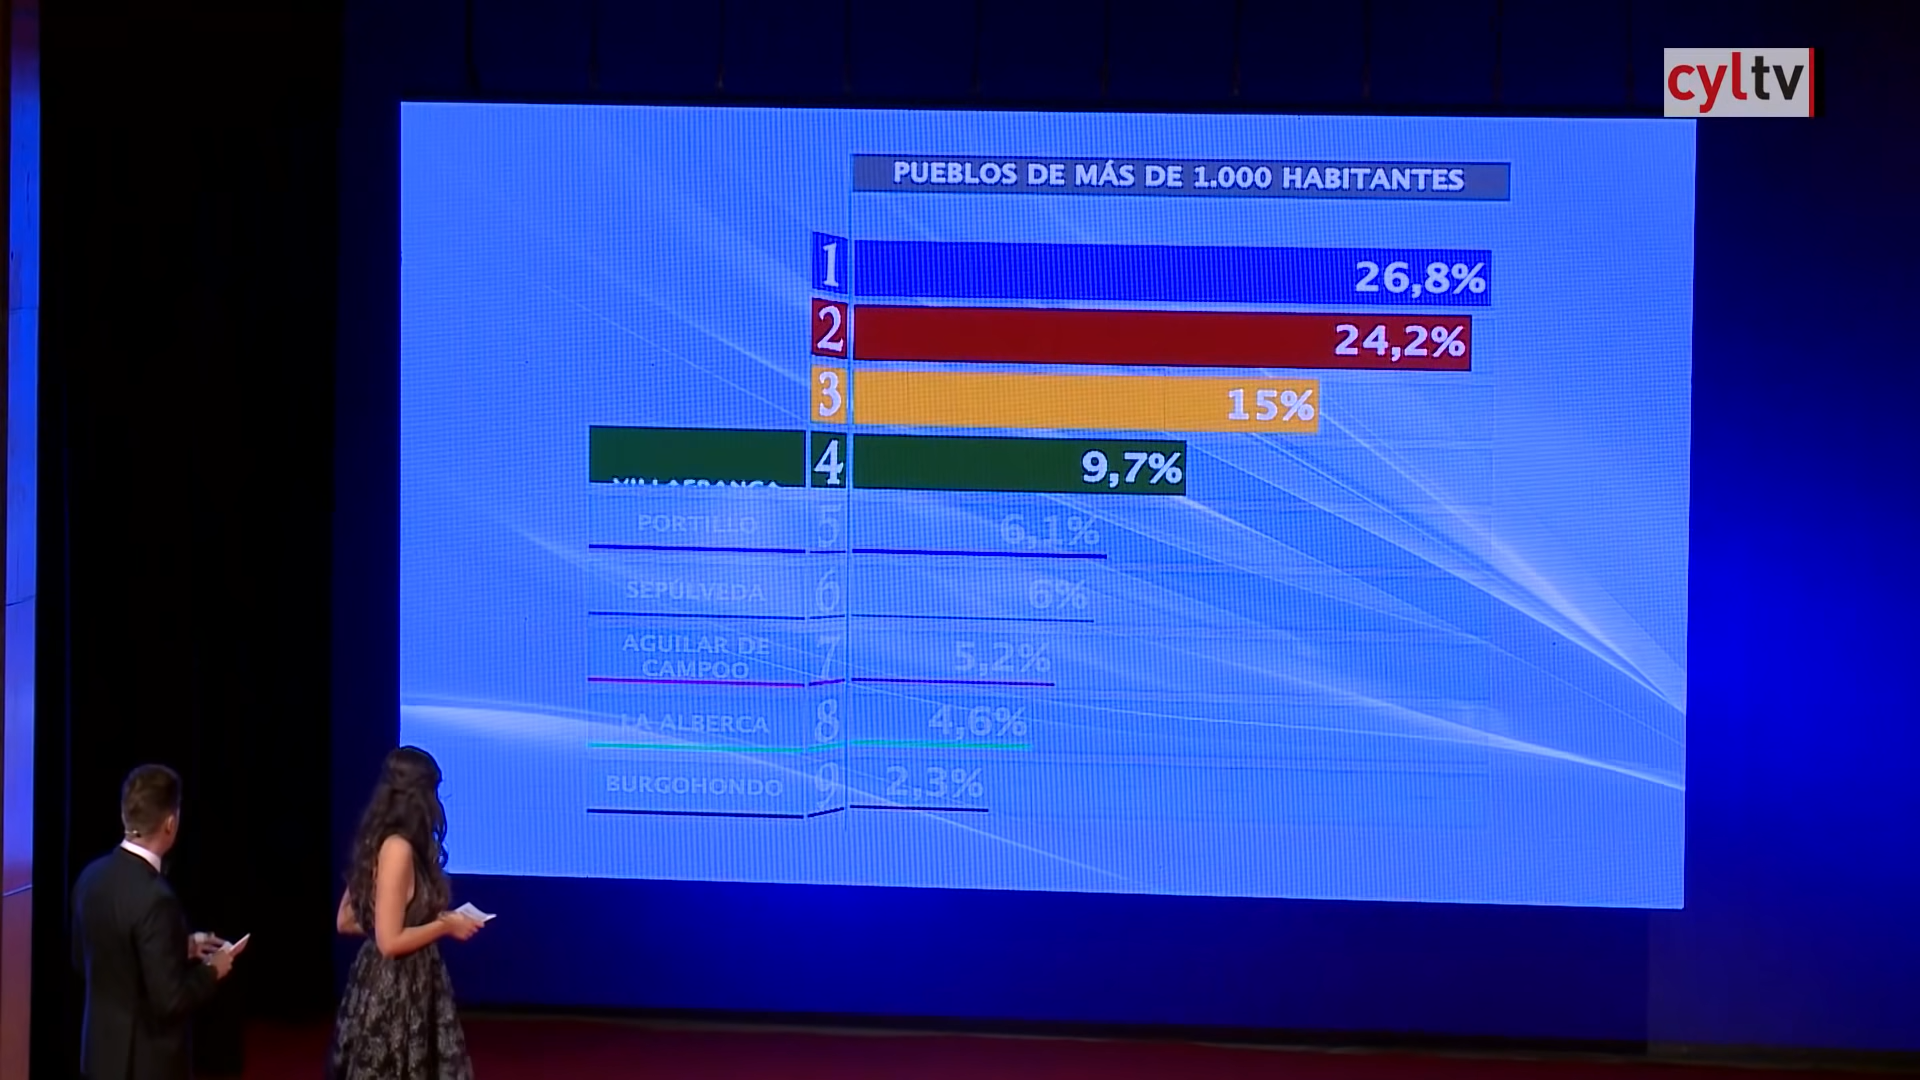 cyltv
PUEBLOS DE MÁS DE 1.000 HABITANTES
1 26,8%
2 24,2%
3 15%
VILLAFRANCA 4 9,7%
PORTILLO 5 6,1%
SEPÚLVEDA 6 6%
AGUILAR DE
CAMPOO 7 5,2%
LA ALBERCA 8 4,6%
BURGOHONDO 9 2,3%